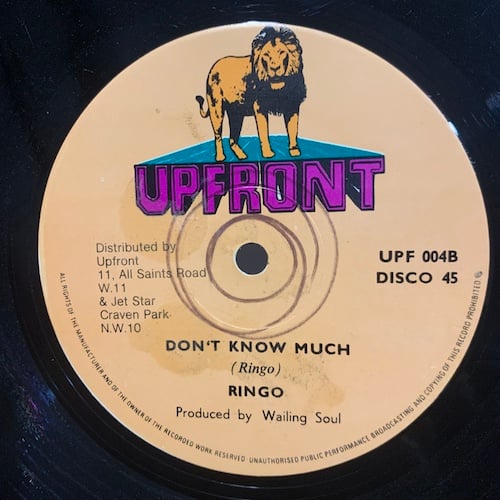 UPFRONT
Distributed by
Upfront
11, All Saints Road
W.11
& Jet Star
Craven Park
N.W.10
UPF 004B
DISCO 45
DON'T KNOW MUCH
(Ringo)
RINGO
Produced by Wailing Soul
ALL RIGHTS OF THE MANUFACTURER AND OF THE OWNER OF THE RECORDED WORK RESERVED · UNAUTHORISED PUBLIC PERFORMANCE BROADCASTING AND COPYING OF THIS RECORD PROHIBITED